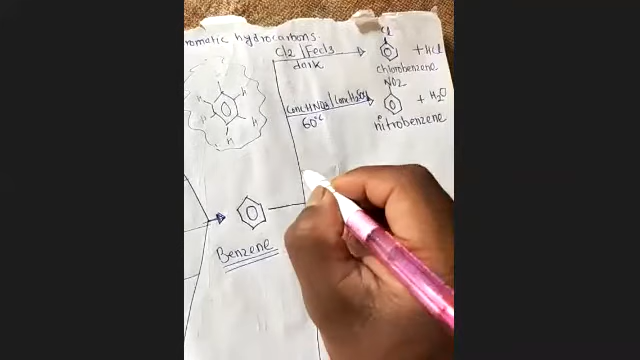 romatic hydrocarbons.
Cl2 | FeCl3
dark
Cl
+ HCl
chlorobenzene
NO2
Conc HNO3 | Conc H2SO4
60°C
+ H2O
nitrobenzene
H
H
H
H
H
Benzene